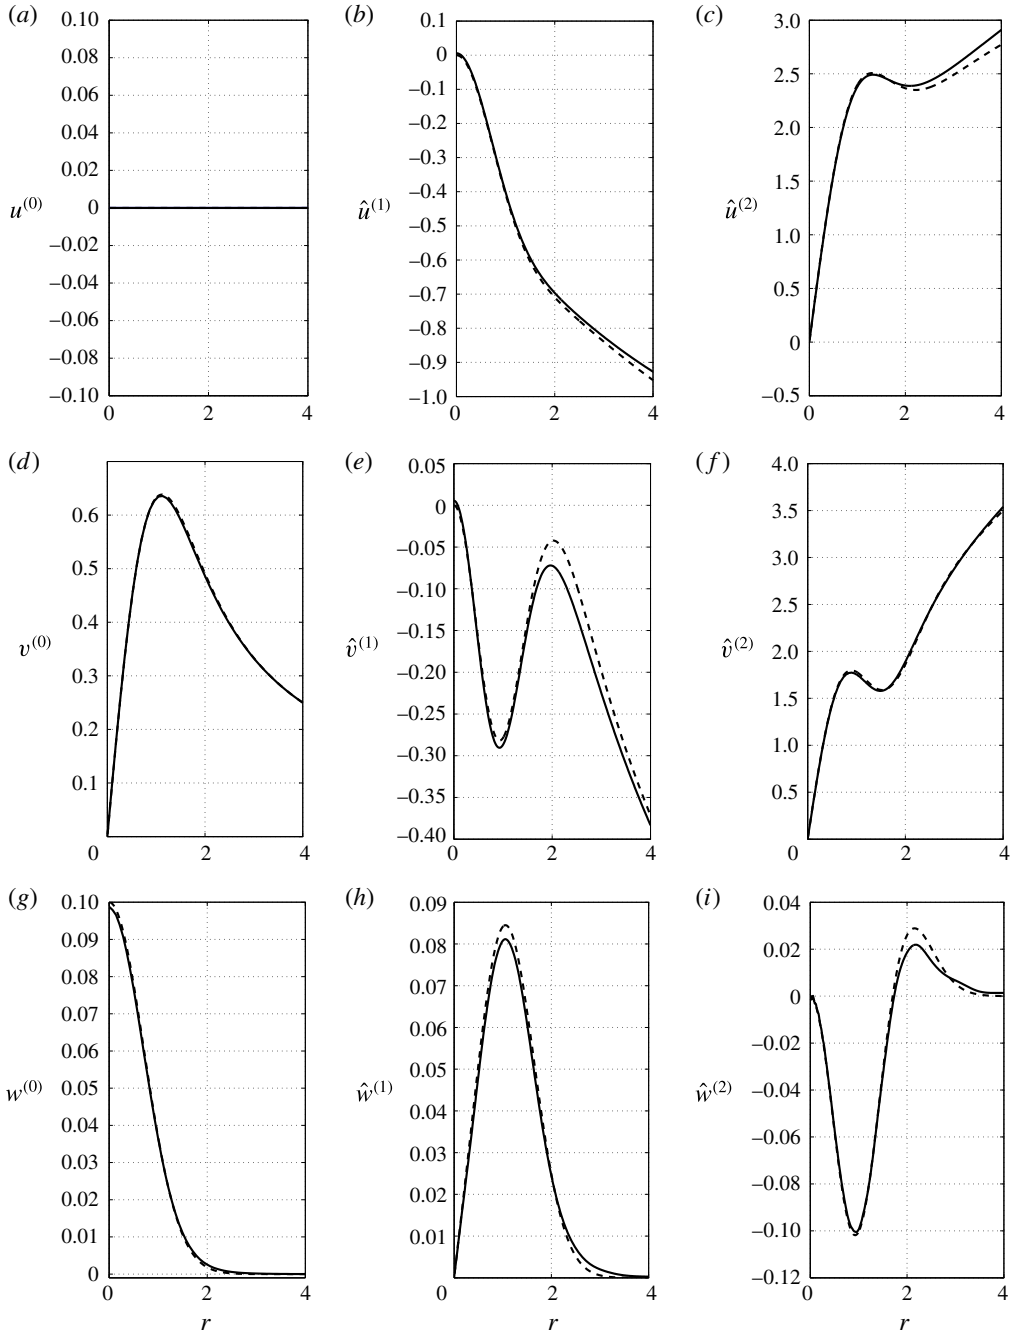 (a) (b) (c)
0.10 0.1 3.0
0.08 0 2.5
0.06 –0.1 2.0
0.04 –0.2 1.5
0.02 –0.3 1.0
u(0) 0 û(1) –0.4 û(2) 0.5
–0.02 –0.5 0
–0.04 –0.6 –0.5
–0.06 –0.7
–0.08 –0.8
–0.10 –0.9
–1.0
0 2 4 0 2 4 0 2 4
(d) (e) (f)
0.6 0.05 4.0
0.5 0 3.5
0.4 –0.05 3.0
v(0) 0.3 v̂(1) –0.10 v̂(2) 2.5
0.2 –0.15 2.0
0.1 –0.20 1.5
–0.25 1.0
–0.30 0.5
–0.35
–0.40
0 2 4 0 2 4 0 2 4
(g) (h) (i)
0.10 0.09 0.04
0.09 0.08 0.02
0.08 0.07 0
0.07 0.06 –0.02
0.06 0.05 –0.04
w(0) 0.05 ŵ(1) 0.04 ŵ(2) –0.06
0.04 0.03 –0.08
0.03 0.02 –0.10
0.02 0.01 –0.12
0.01
0
0 2 4 0 2 4 0 2 4
r r r